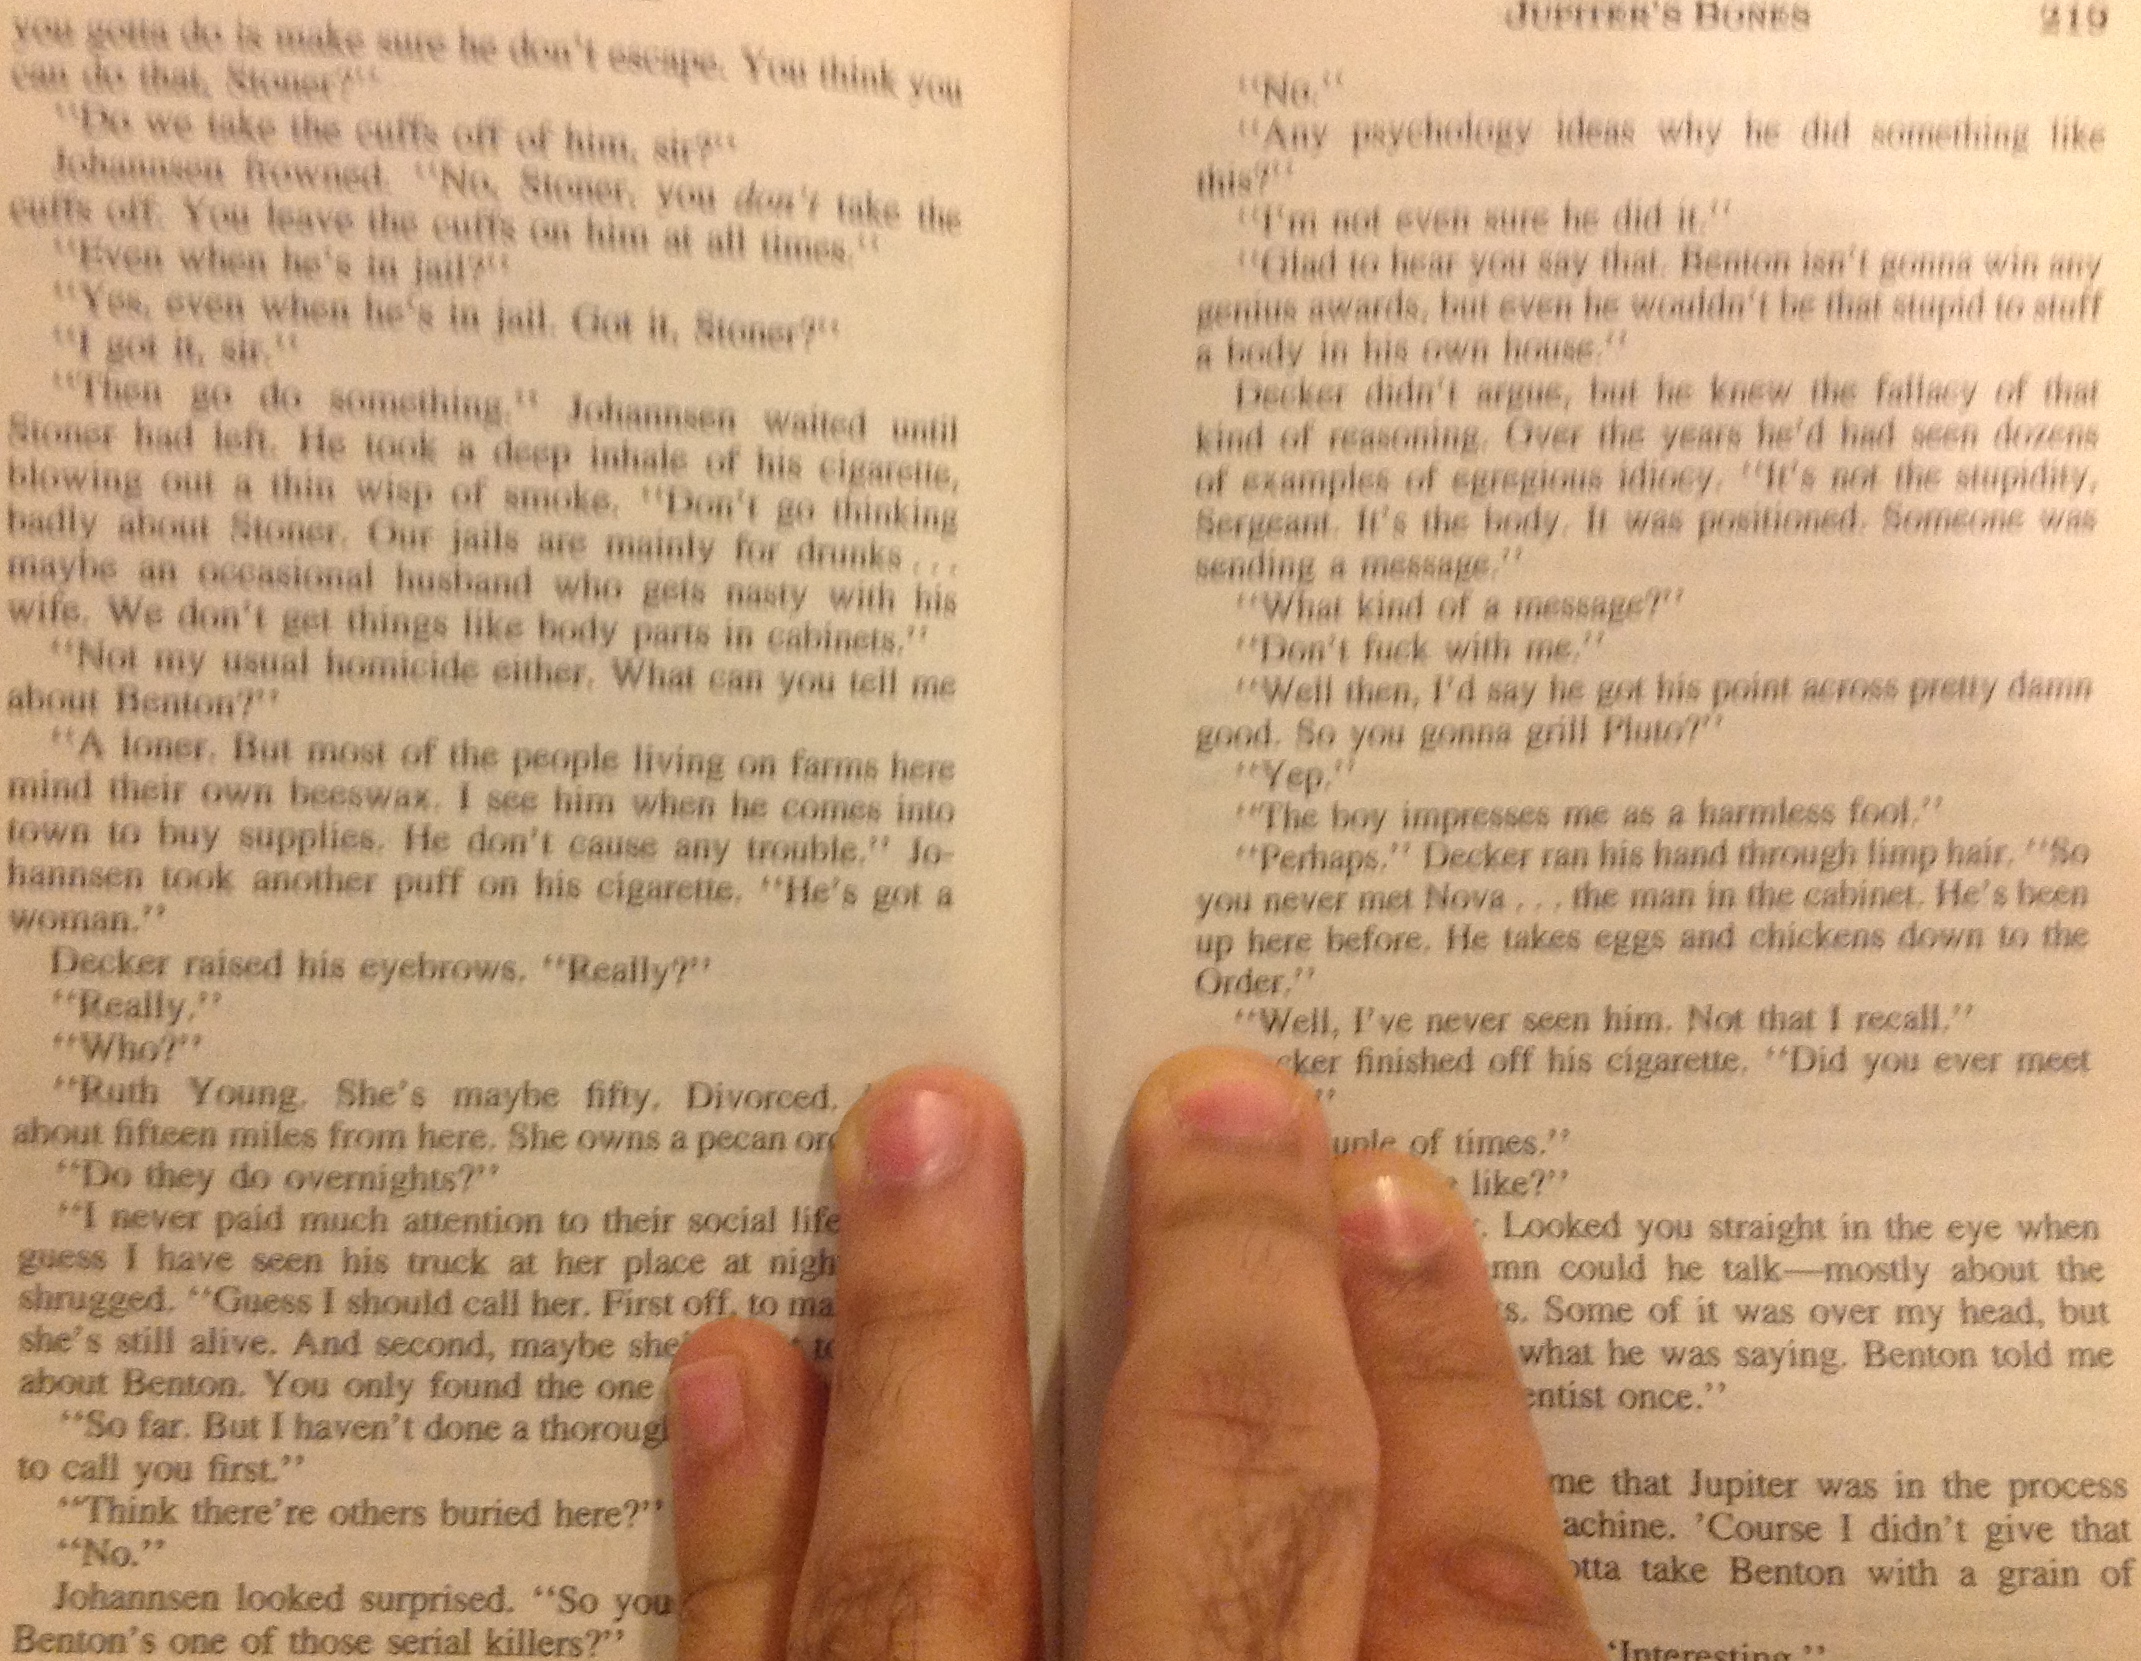 you gotta do is make sure he don't escape. You think you
can do that, Stoner?"
"Do we take the cuffs off of him, sir?"
Johannsen frowned. "No, Stoner, you don't take the
cuffs off. You leave the cuffs on him at all times."
"Even when he's in jail?"
"Yes, even when he's in jail. Got it, Stoner?"
"I got it, sir."
"Then go do something." Johannsen waited until
Stoner had left. He took a deep inhale of his cigarette,
blowing out a thin wisp of smoke. "Don't go thinking
badly about Stoner. Our jails are mainly for drunks . . .
maybe an occasional husband who gets nasty with his
wife. We don't get things like body parts in cabinets."
"Not my usual homicide either. What can you tell me
about Benton?"
"A loner. But most of the people living on farms here
mind their own beeswax. I see him when he comes into
town to buy supplies. He don't cause any trouble." Jo-
hannsen took another puff on his cigarette. "He's got a
woman."
Decker raised his eyebrows. "Really?"
"Really."
"Who?"
"Ruth Young. She's maybe fifty. Divorced.
about fifteen miles from here. She owns a pecan
"Do they do overnights?"
"I never paid much attention to their social life
guess I have seen his truck at her place at
shrugged. "Guess I should call her. First off, to
she's still alive. And second, maybe
about Benton. You only found the one
"So far. But I haven't done a
to call you first."
"Think there're others buried here?"
"No."
Johannsen looked surprised. "So you
Benton's one of those serial killers?"
JUPITER'S BONES 219
"No."
"Any psychology ideas why he did something like
this?"
"I'm not even sure he did it."
"Glad to hear you say that. Benton isn't gonna win any
genius awards, but even he wouldn't be that stupid to stuff
a body in his own house."
Decker didn't argue, but he knew the fallacy of that
kind of reasoning. Over the years he'd had seen dozens
of examples of egregious idiocy. "It's not the stupidity,
Sergeant. It's the body. It was positioned. Someone was
sending a message."
"What kind of a message?"
"Don't fuck with me."
"Well then, I'd say he got his point across pretty damn
good. So you gonna grill Pluto?"
"Yep."
"The boy impresses me as a harmless fool."
"Perhaps." Decker ran his hand through limp hair. "So
you never met Nova . . . the man in the cabinet. He's been
up here before. He takes eggs and chickens down to the
Order."
"Well, I've never seen him. Not that I recall."
cker finished off his cigarette. "Did you ever meet
of times."
like?"
Looked you straight in the eye when
could he talk—mostly about the
Some of it was over my head, but
what he was saying. Benton told me
once."
me that Jupiter was in the process
achine. 'Course I didn't give that
take Benton with a grain of
'Interesting."